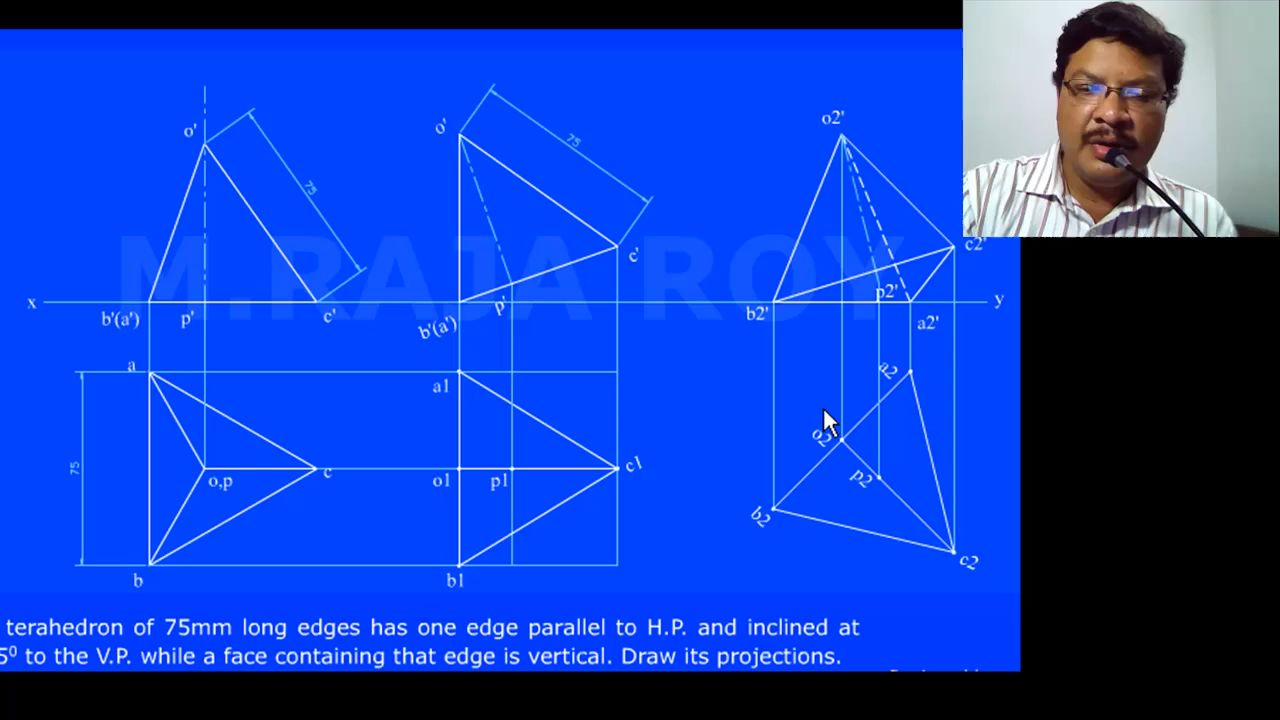 M.RAJA ROY
o'
75
o'
75
o2'
c'
c2'
x
b'(a')
p'
c'
b'(a')
p'
b2'
p2'
a2'
y
a
a1
a2
75
o,p
c
o1
p1
c1
o2
p2
b2
c2
b
b1
terahedron of 75mm long edges has one edge parallel to H.P. and inclined at
5⁰ to the V.P. while a face containing that edge is vertical. Draw its projections.